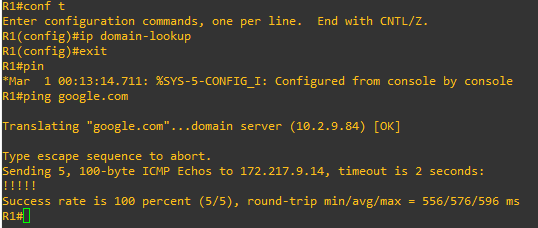 R1#conf t
Enter configuration commands, one per line.  End with CNTL/Z.
R1(config)#ip domain-lookup
R1(config)#exit
R1#pin
*Mar  1 00:13:14.711: %SYS-5-CONFIG_I: Configured from console by console
R1#ping google.com
Translating "google.com"...domain server (10.2.9.84) [OK]
Type escape sequence to abort.
Sending 5, 100-byte ICMP Echos to 172.217.9.14, timeout is 2 seconds:
!!!!!
Success rate is 100 percent (5/5), round-trip min/avg/max = 556/576/596 ms
R1#